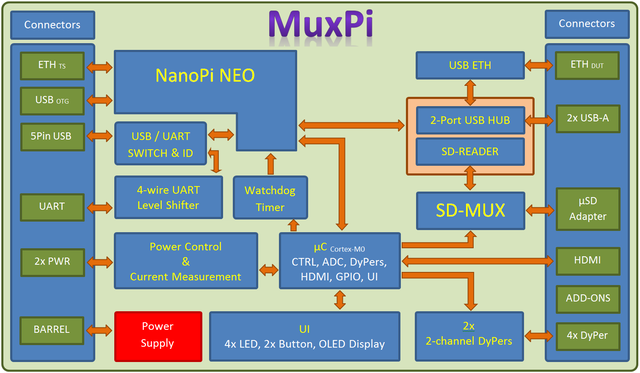 MuxPi
Connectors
Connectors
ETH TS
USB OTG
5Pin USB
UART
2x PWR
BARREL
NanoPi NEO
USB / UART
SWITCH & ID
4-wire UART
Level Shifter
Watchdog
Timer
Power Control
&
Current Measurement
Power
Supply
µC Cortex-M0
CTRL, ADC, DyPers,
HDMI, GPIO, UI
UI
4x LED, 2x Button, OLED Display
USB ETH
2-Port USB HUB
SD-READER
SD-MUX
2x
2-channel DyPers
ETH DUT
2x USB-A
µSD
Adapter
HDMI
ADD-ONS
4x DyPer